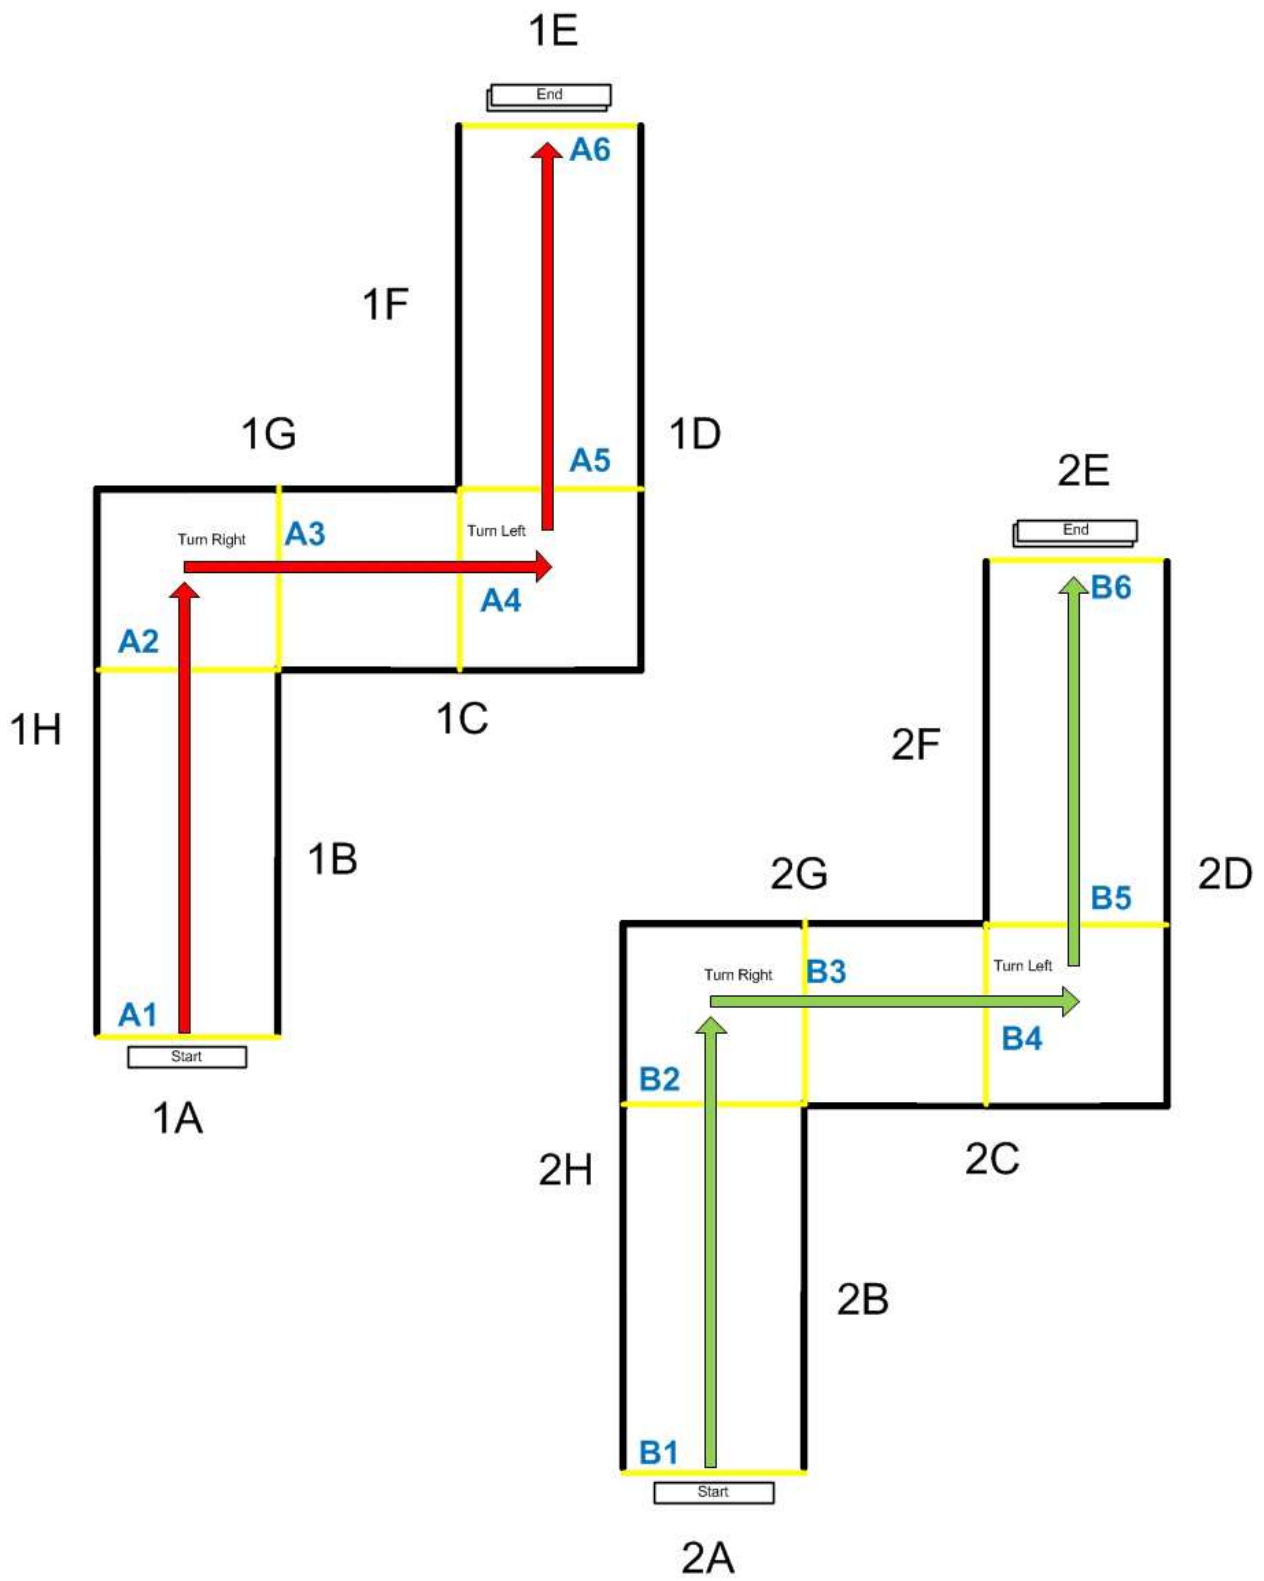 1E
End
A6
1F
1G
1D
A5
2E
End
Turn Right
A3
Turn Left
A4
B6
A2
1H
1C
2F
1B
2G
2D
B5
Turn Right
B3
Turn Left
A1
Start
B4
1A
B2
2H
2C
2B
B1
Start
2A